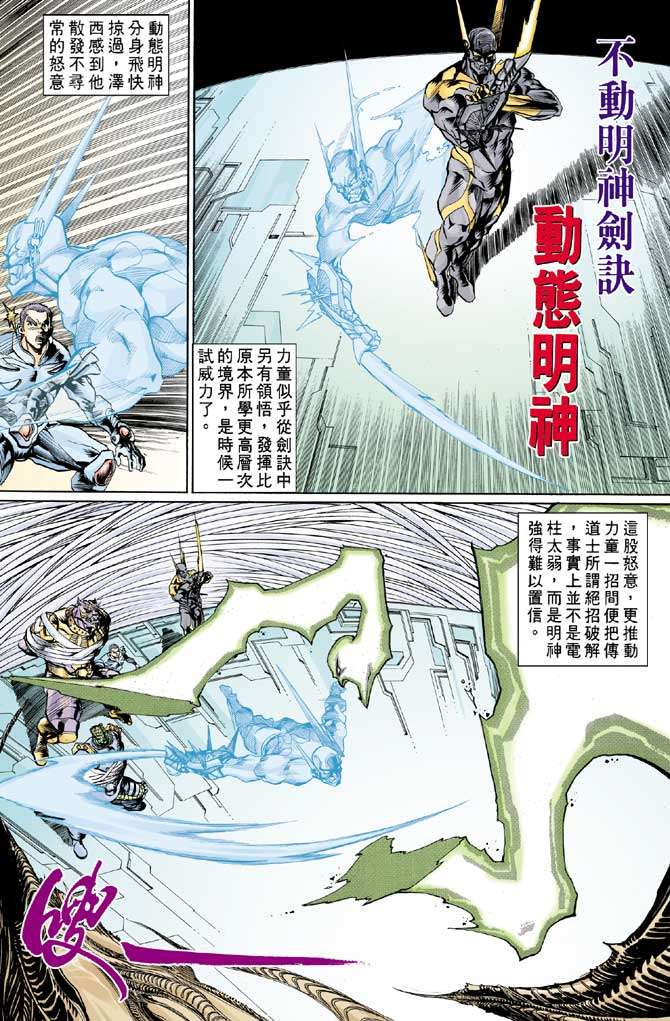 不動明神劍訣
動態明神
動態明神
分身飛快
掠過，澤
西感到他
散發不尋
常的怒意
力童似乎從劍訣中
另有領悟，發揮比
原本所學更高層次
的境界，是時候一
試威力了。
這股怒意，更推動
力童一招間便把傳
道士所謂絕招破解
，事實上並不是電
柱太弱，而是明神
強得難以置信。